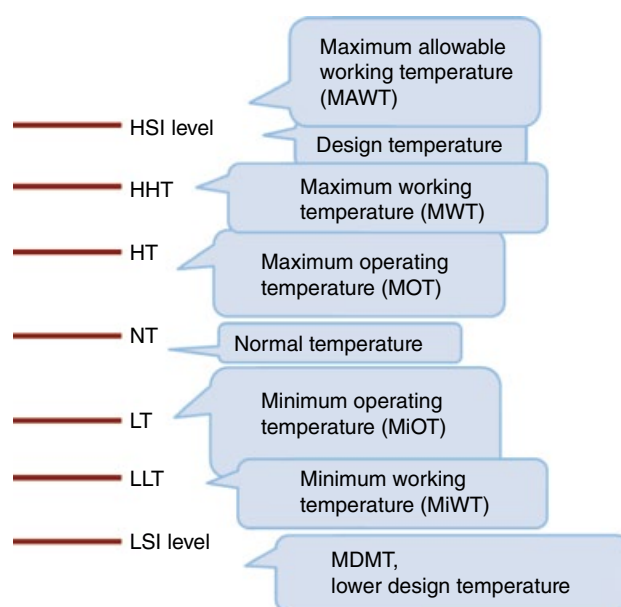 Maximum allowable
working temperature
(MAWT)
HSI level
Design temperature
HHT
Maximum working
temperature (MWT)
HT
Maximum operating
temperature (MOT)
NT
Normal temperature
Minimum operating
temperature (MiOT)
LT
LLT
Minimum working
temperature (MiWT)
LSI level
MDMT,
lower design temperature